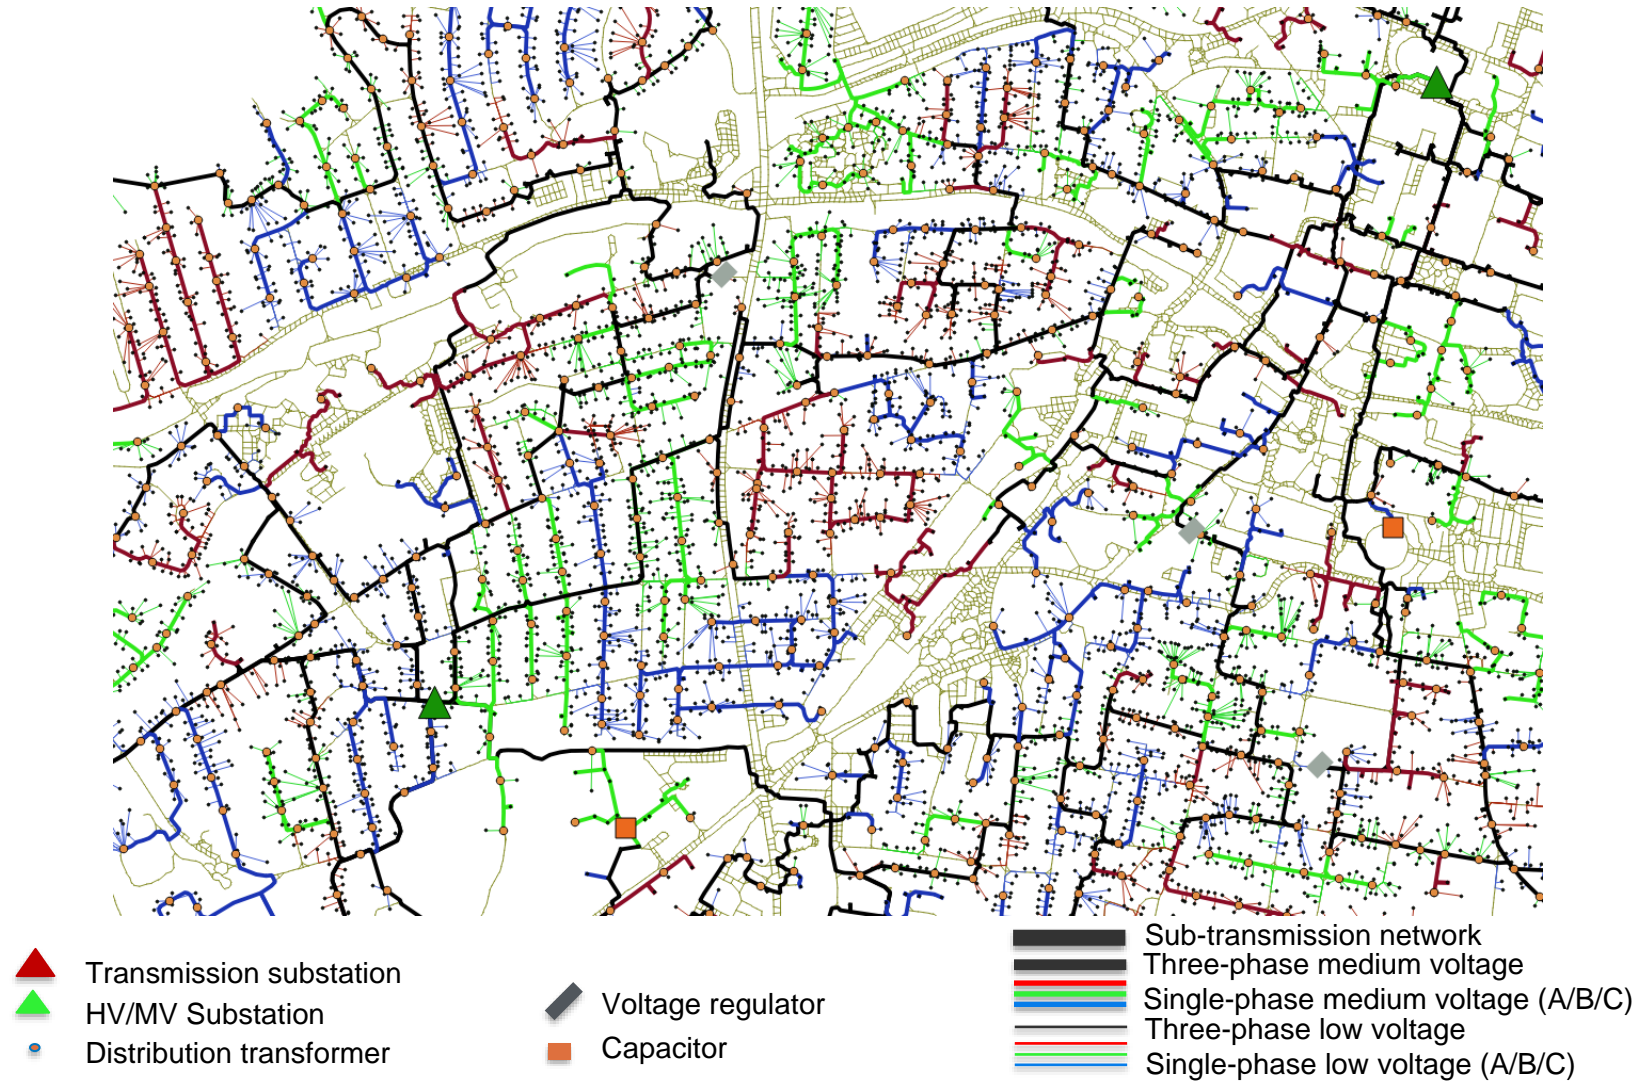 Transmission substation
HV/MV Substation
Distribution transformer
Voltage regulator
Capacitor
Sub-transmission network
Three-phase medium voltage
Single-phase medium voltage (A/B/C)
Three-phase low voltage
Single-phase low voltage (A/B/C)